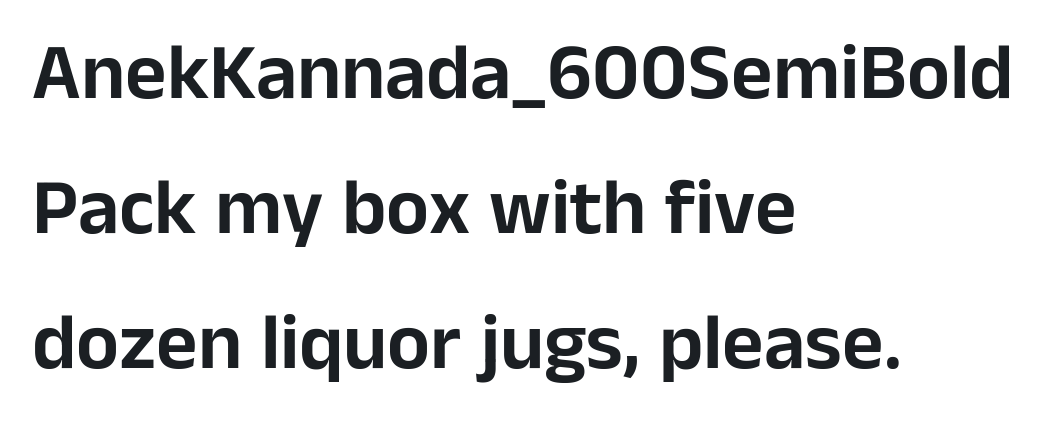 AnekKannada_600SemiBold
Pack my box with five
dozen liquor jugs, please.